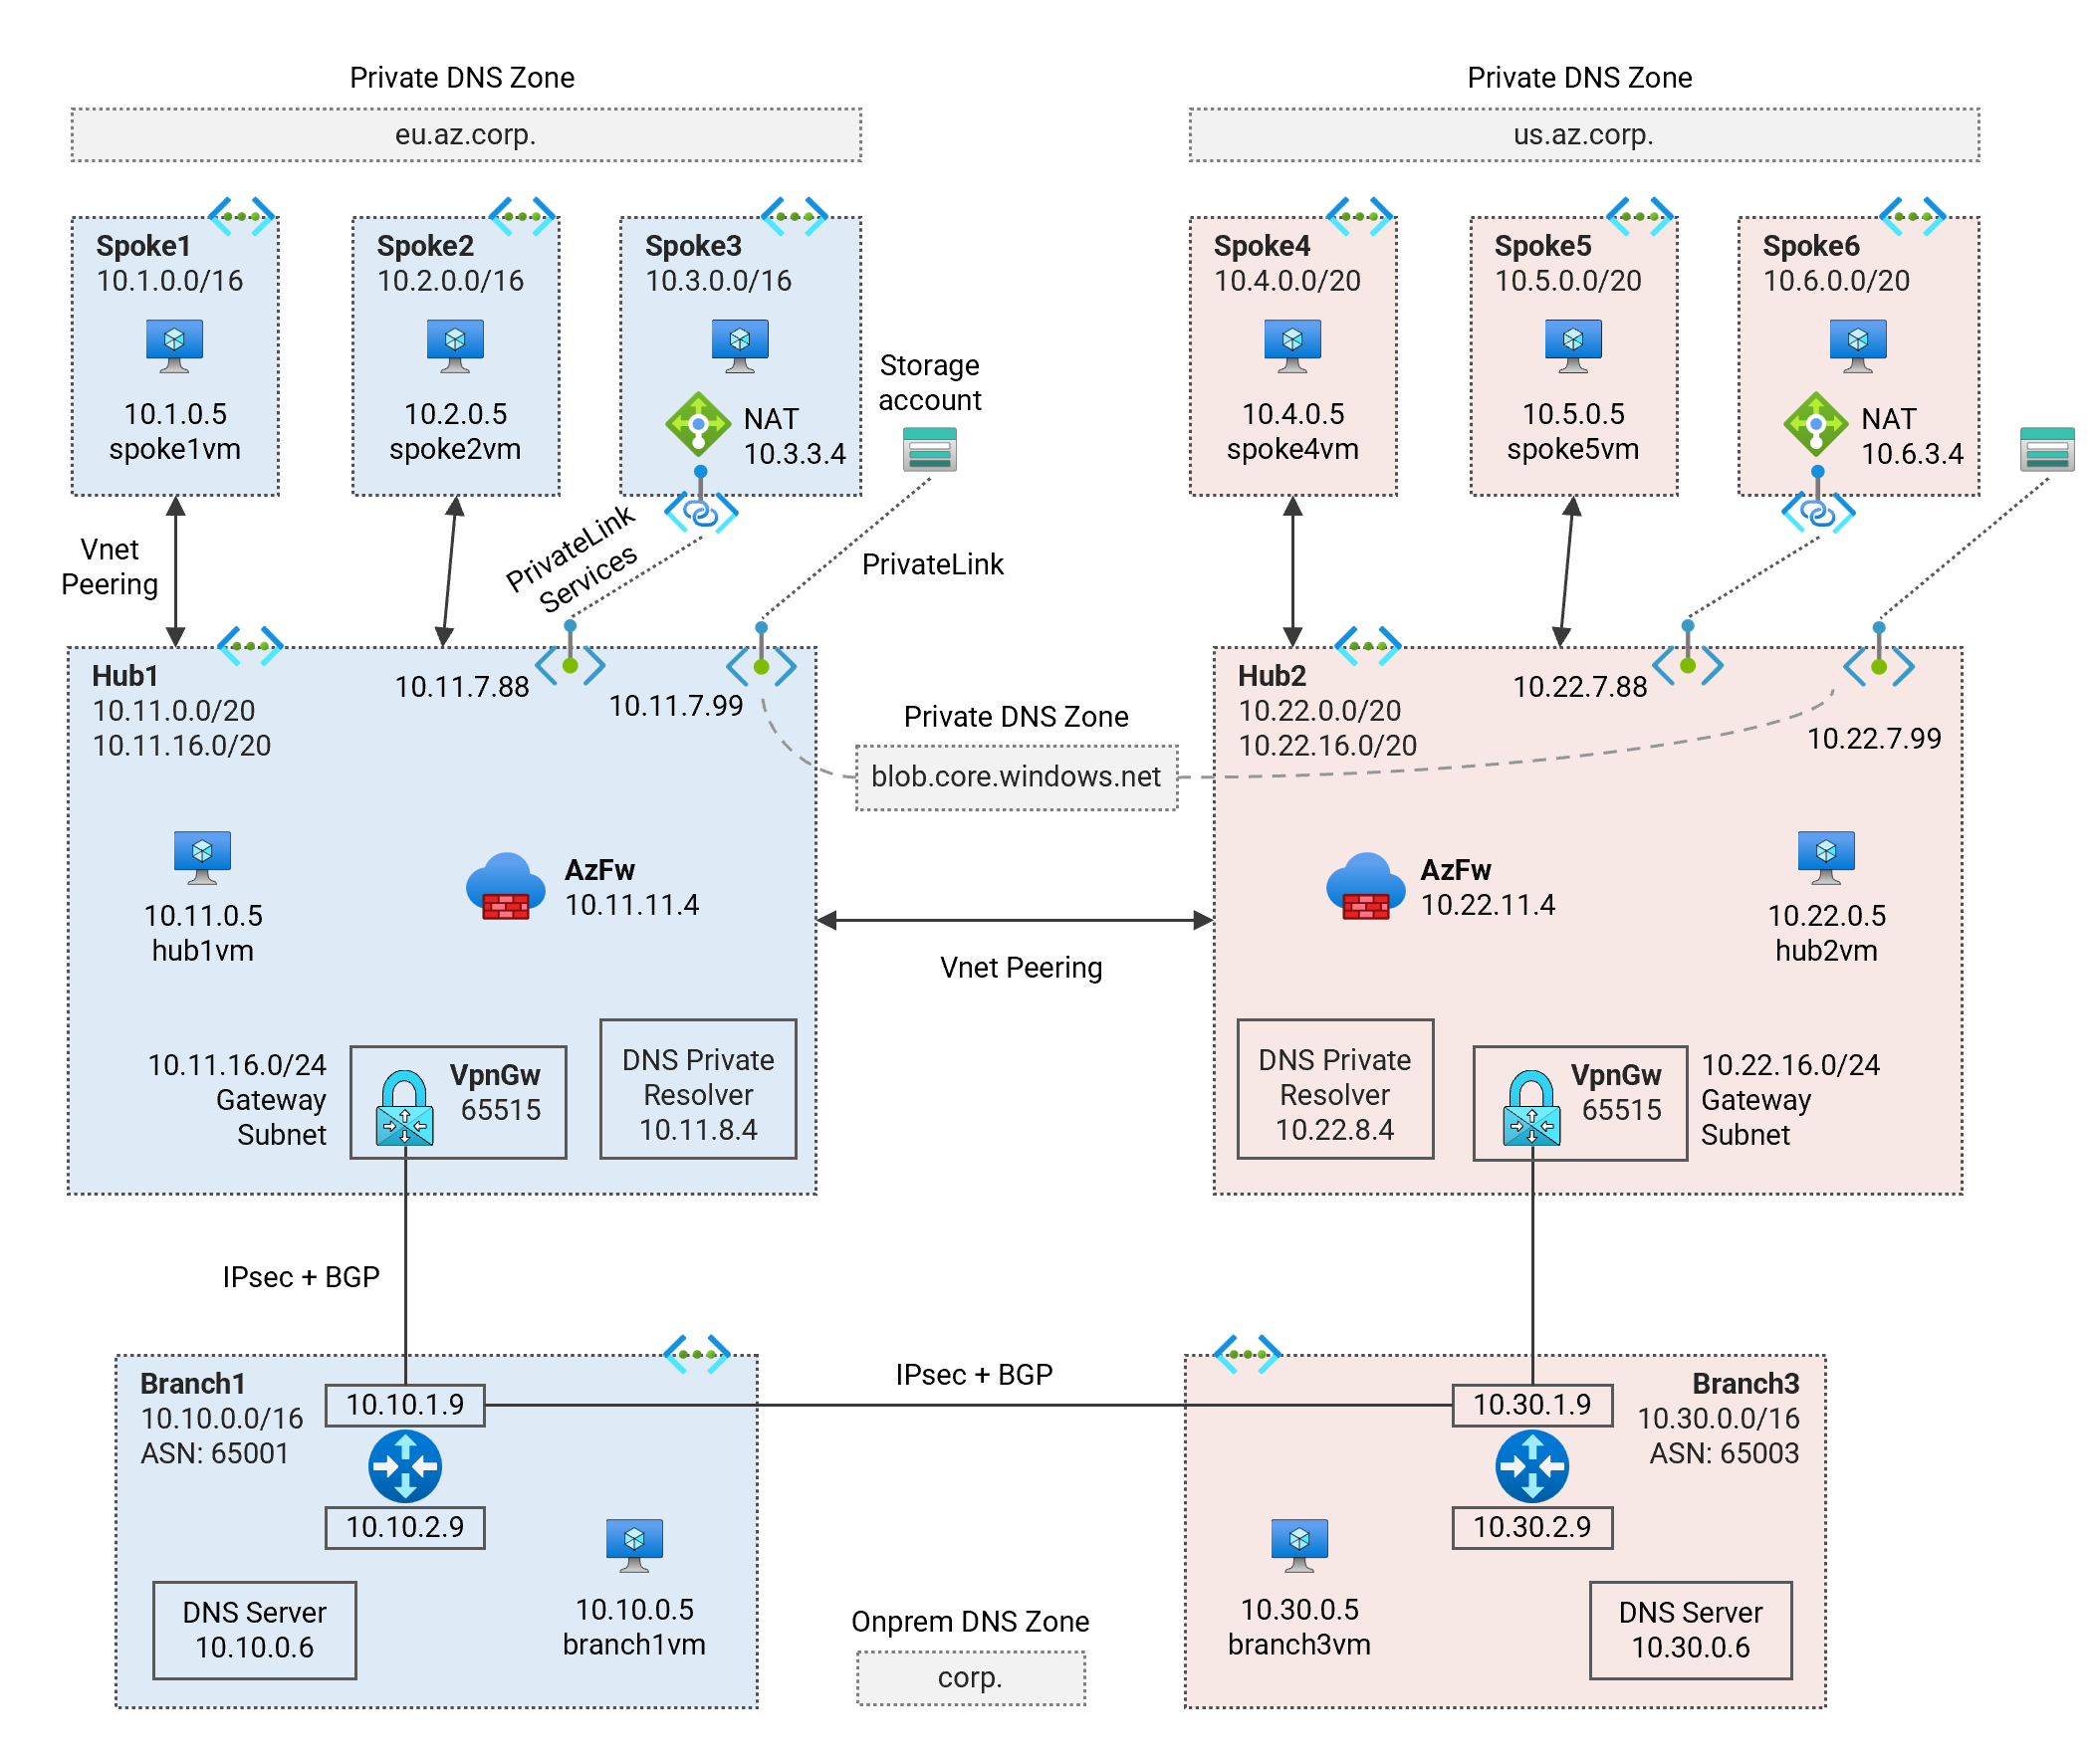 Private DNS Zone
eu.az.corp.
Private DNS Zone
us.az.corp.
Spoke1
10.1.0.0/16
10.1.0.5
spoke1vm
Spoke2
10.2.0.0/16
10.2.0.5
spoke2vm
Spoke3
10.3.0.0/16
NAT
10.3.3.4
Storage
account
Spoke4
10.4.0.0/20
10.4.0.5
spoke4vm
Spoke5
10.5.0.0/20
10.5.0.5
spoke5vm
Spoke6
10.6.0.0/20
NAT
10.6.3.4
Vnet
Peering
PrivateLink
Services
PrivateLink
Hub1
10.11.0.0/20
10.11.16.0/20
10.11.7.88
10.11.7.99
Private DNS Zone
blob.core.windows.net
Hub2
10.22.0.0/20
10.22.16.0/20
10.22.7.88
10.22.7.99
10.11.0.5
hub1vm
AzFw
10.11.11.4
Vnet Peering
AzFw
10.22.11.4
10.22.0.5
hub2vm
10.11.16.0/24
Gateway
Subnet
VpnGw
65515
DNS Private
Resolver
10.11.8.4
DNS Private
Resolver
10.22.8.4
VpnGw
65515
10.22.16.0/24
Gateway
Subnet
IPsec + BGP
IPsec + BGP
Branch1
10.10.0.0/16
ASN: 65001
10.10.1.9
10.10.2.9
DNS Server
10.10.0.6
10.10.0.5
branch1vm
Onprem DNS Zone
corp.
10.30.1.9
10.30.2.9
Branch3
10.30.0.0/16
ASN: 65003
10.30.0.5
branch3vm
DNS Server
10.30.0.6